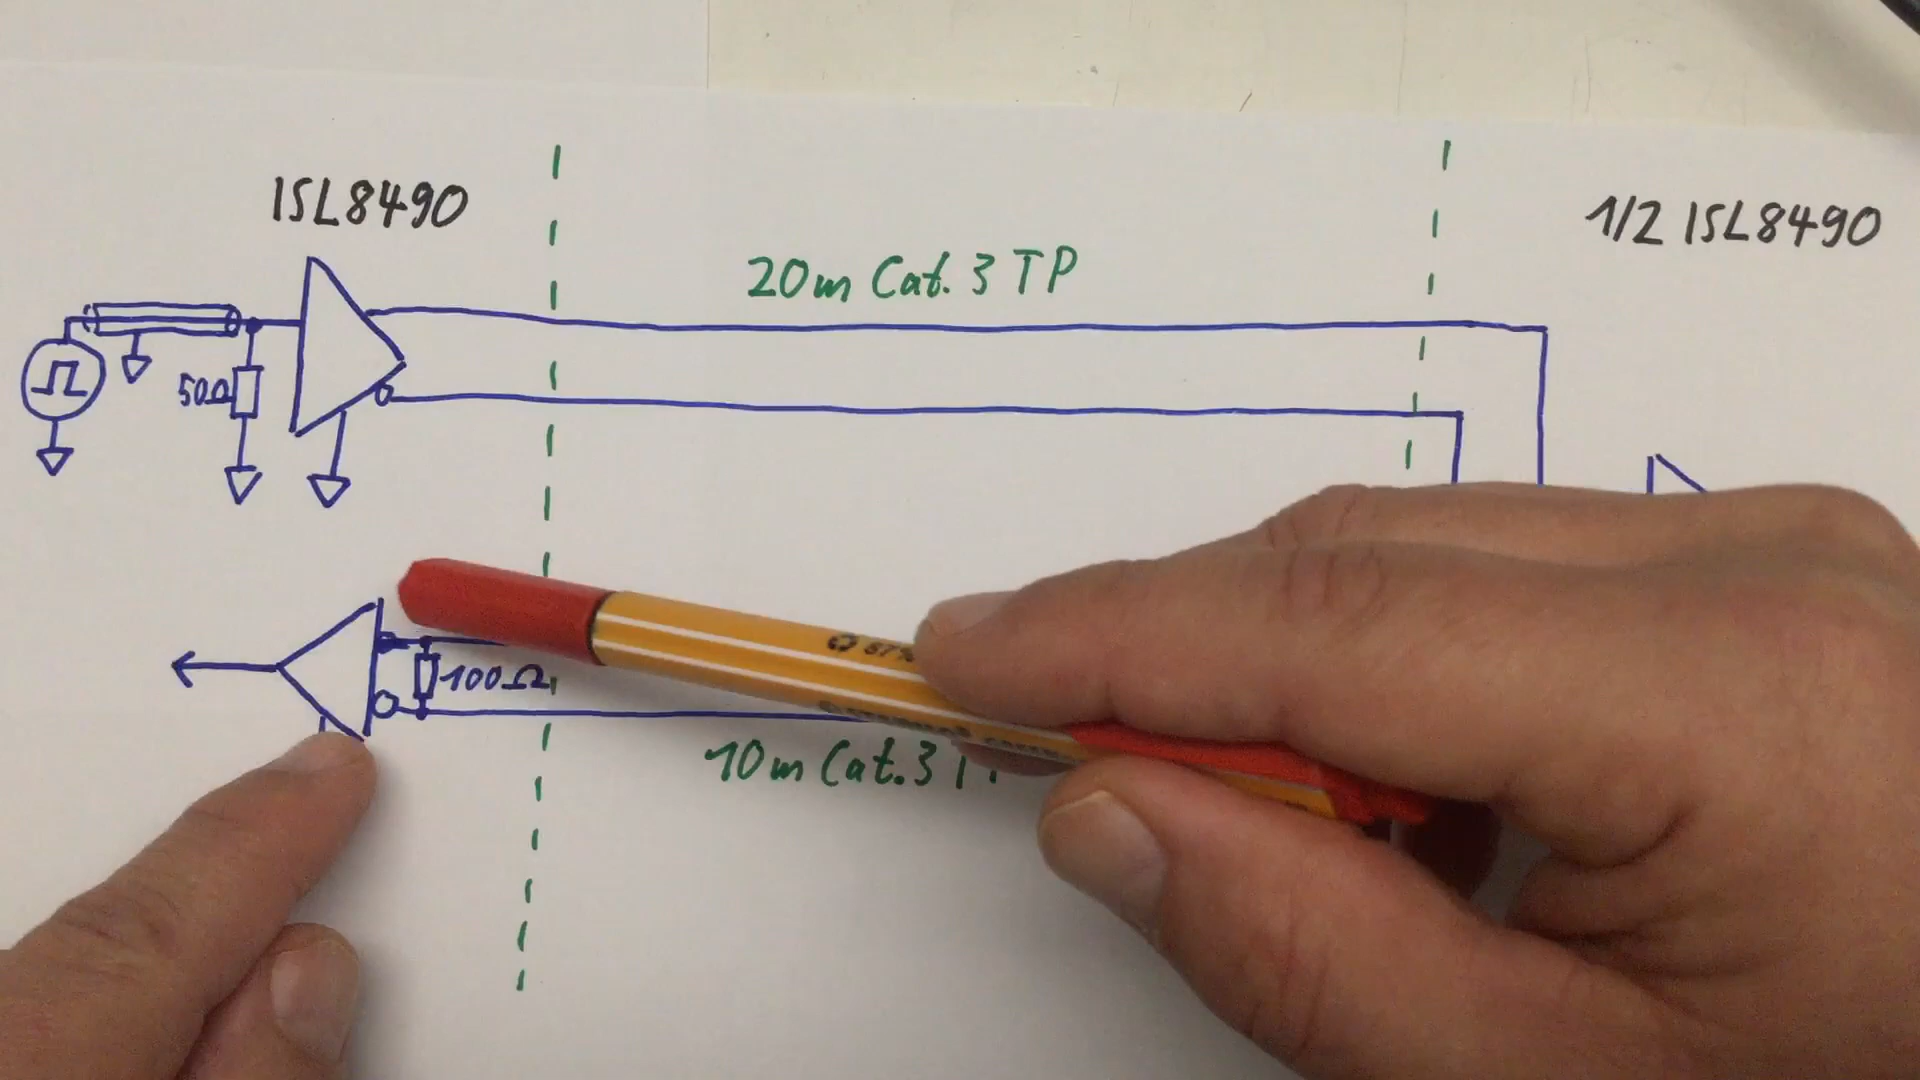 ISL8490
1/2 ISL8490
20m Cat. 3 TP
50Ω
100Ω
10m Cat. 3